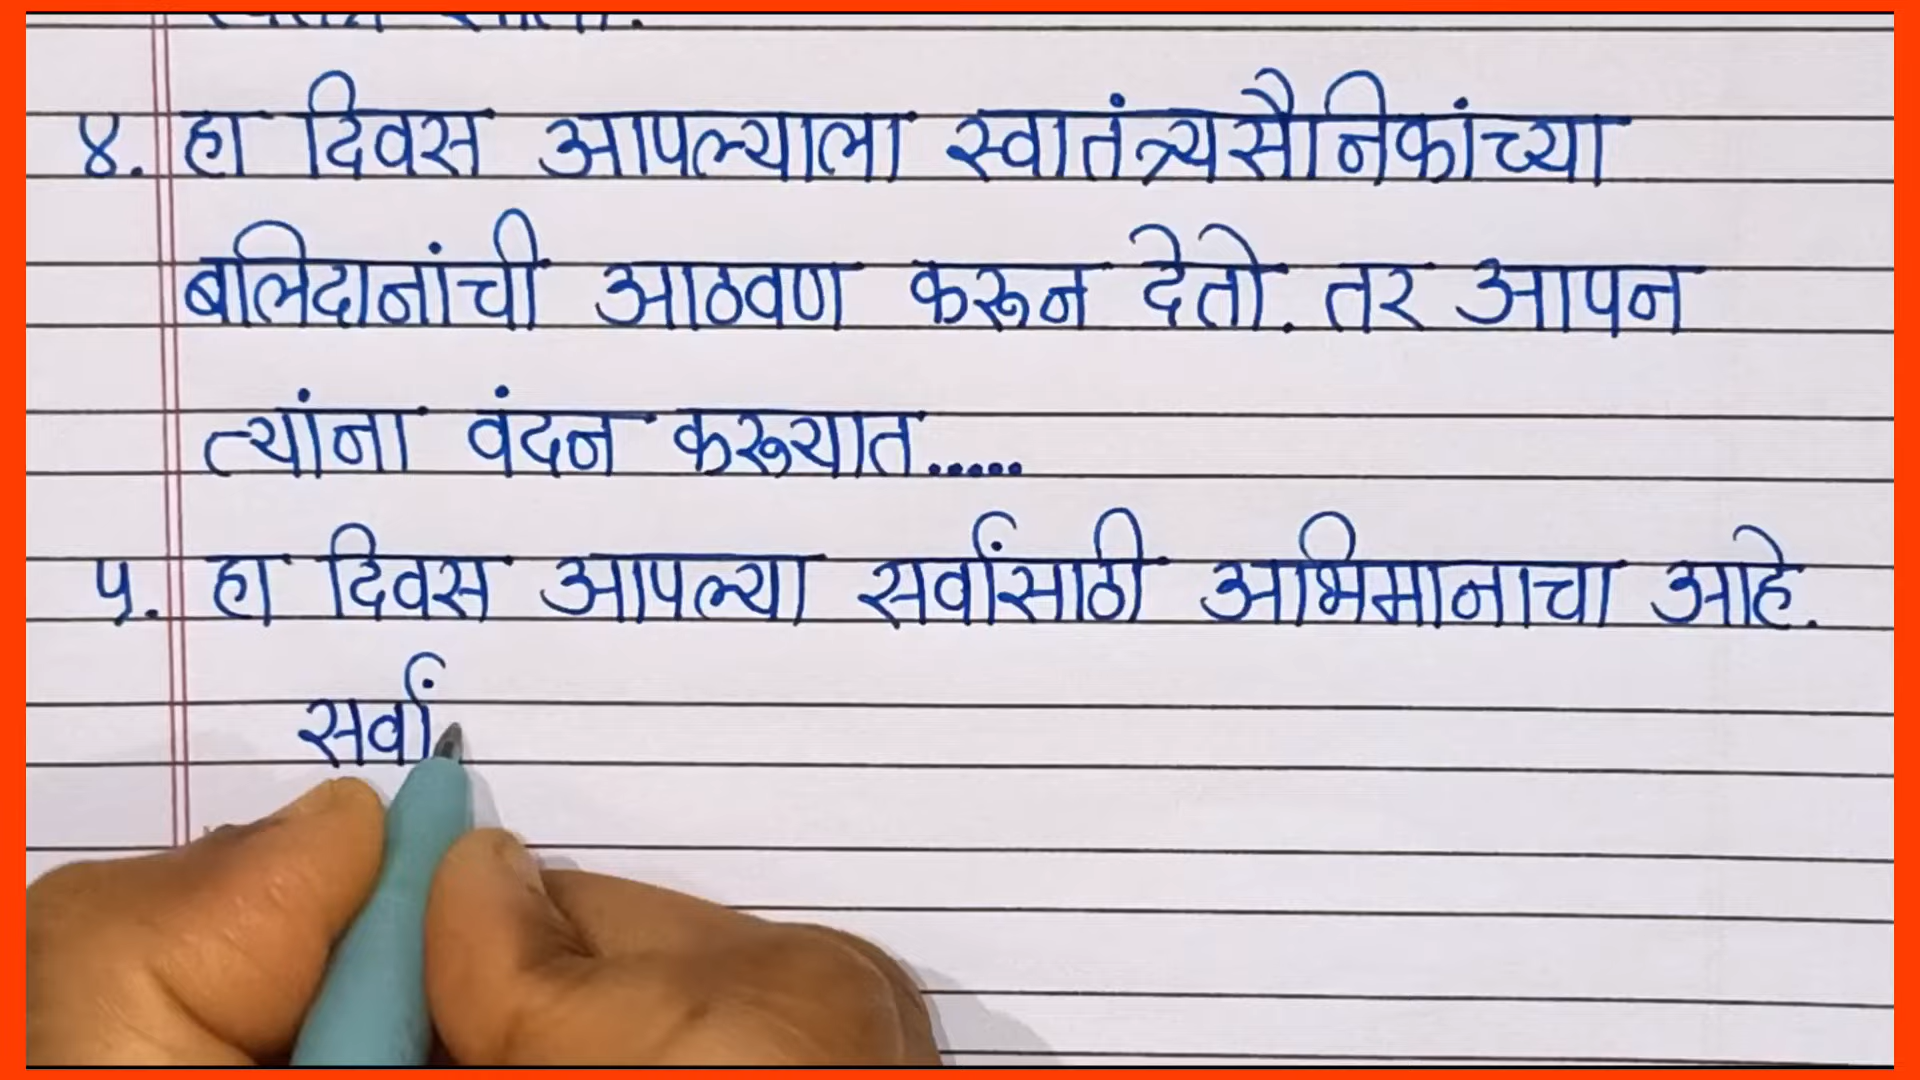 ४. हा दिवस आपल्याला स्वातंत्र्यसैनिकांच्या
बलिदानांची आठवण करून देतो. तर आपन
त्यांना वंदन करूयात.....
५. हा दिवस आपल्या सर्वांसाठी अभिमानाचा आहे.
सर्वां